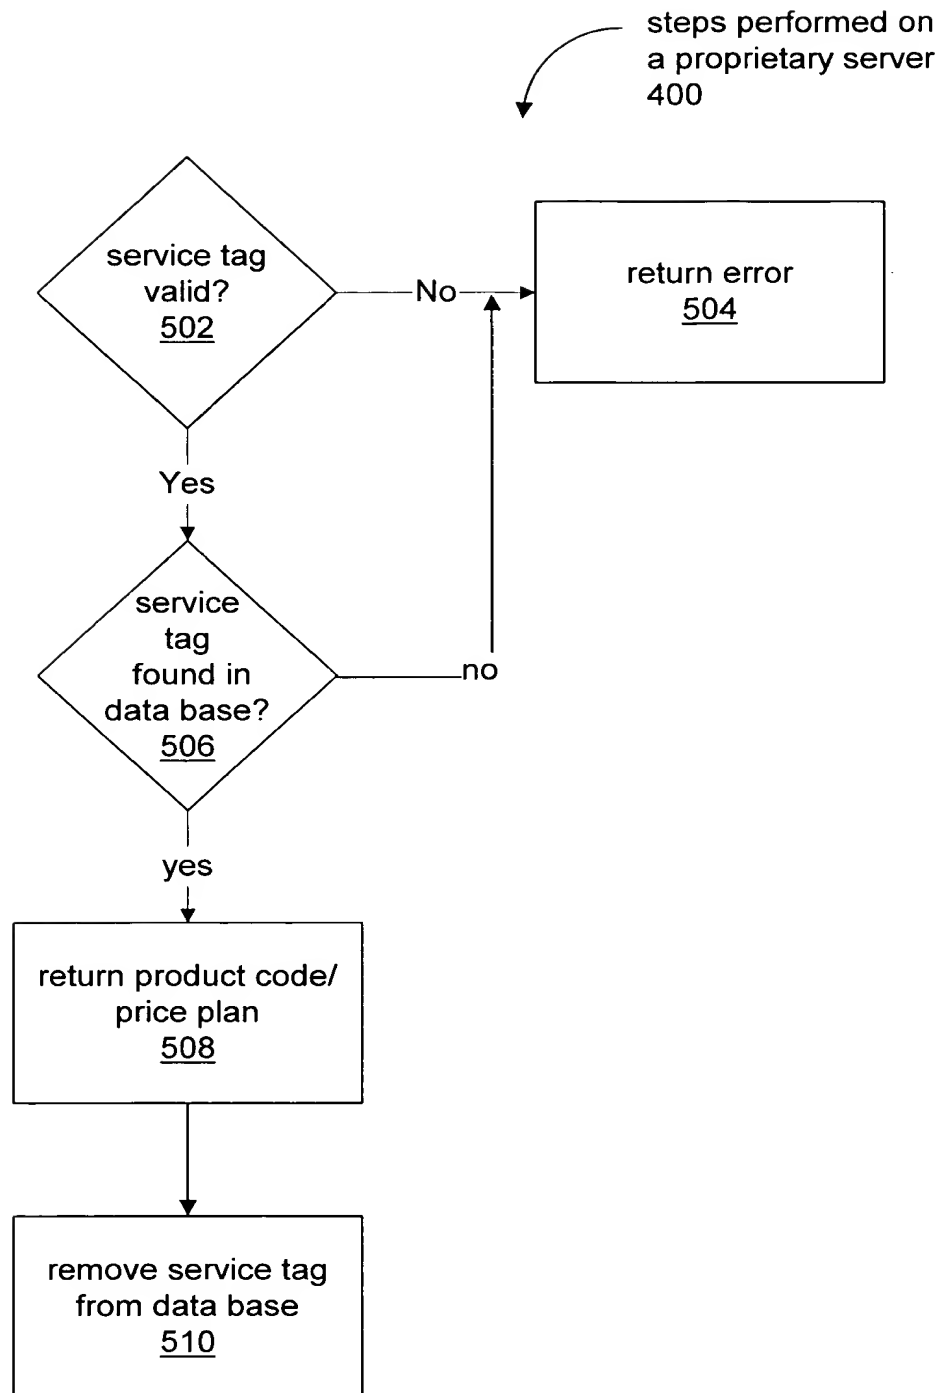 steps performed on
a proprietary server
400
service tag
valid?
502
No
return error
504
Yes
service
tag
found in
data base?
506
no
yes
return product code/
price plan
508
remove service tag
from data base
510